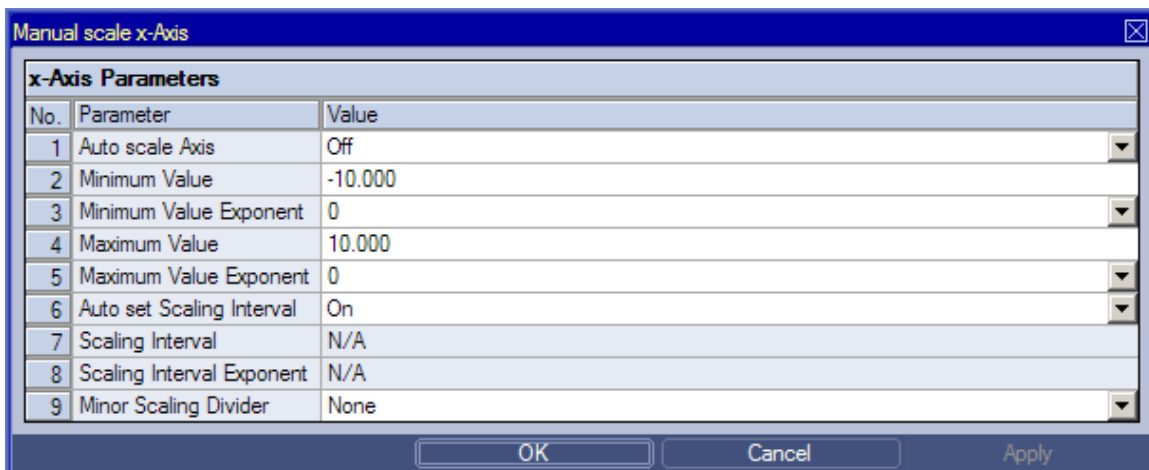 Manual scale x-Axis
x-Axis Parameters
No. Parameter Value
1 Auto scale Axis Off
2 Minimum Value -10.000
3 Minimum Value Exponent 0
4 Maximum Value 10.000
5 Maximum Value Exponent 0
6 Auto set Scaling Interval On
7 Scaling Interval N/A
8 Scaling Interval Exponent N/A
9 Minor Scaling Divider None
OK Cancel Apply